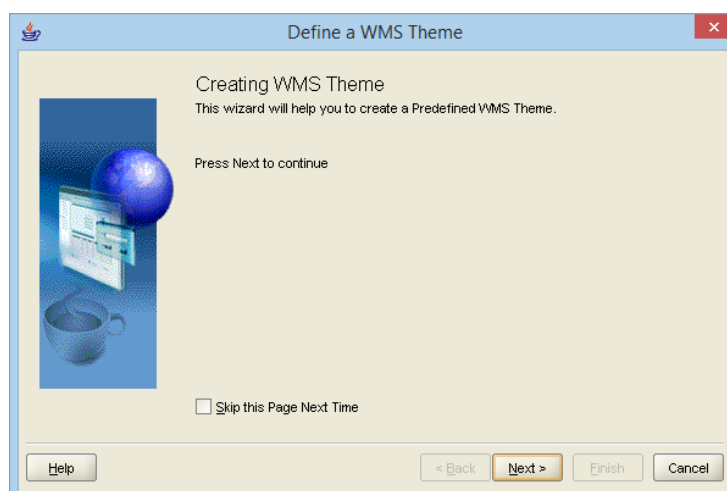 Define a WMS Theme
Creating WMS Theme
This wizard will help you to create a Predefined WMS Theme.
Press Next to continue
Skip this Page Next Time
Help
< Back
Next >
Finish
Cancel